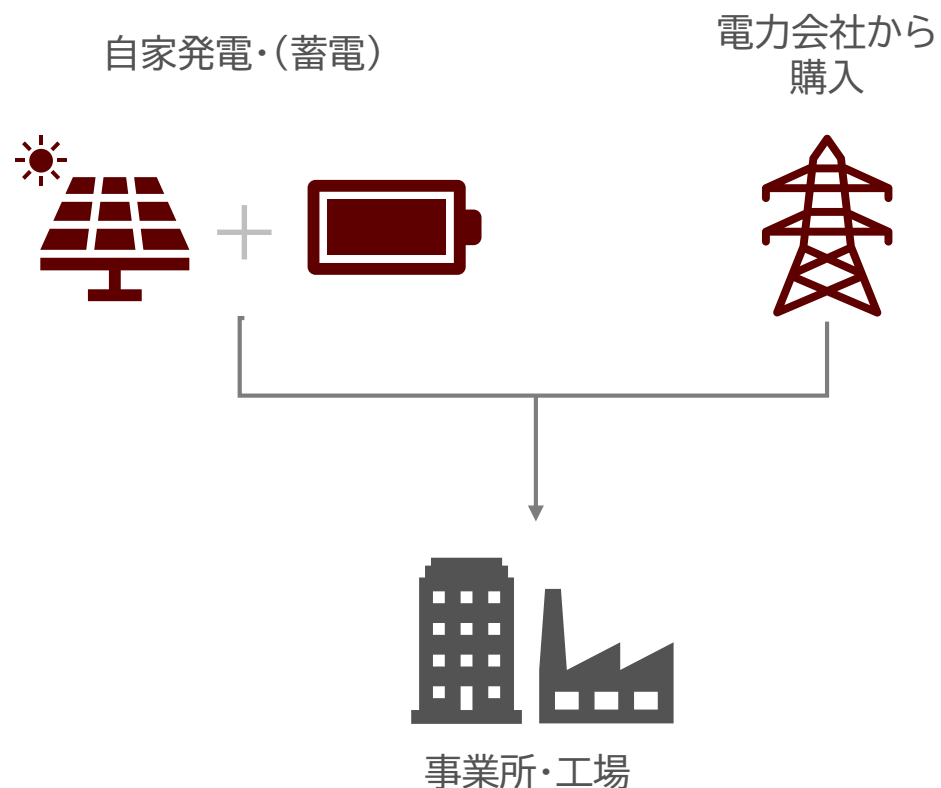 自家発電・（蓄電）
電力会社から
購入
事業所・工場